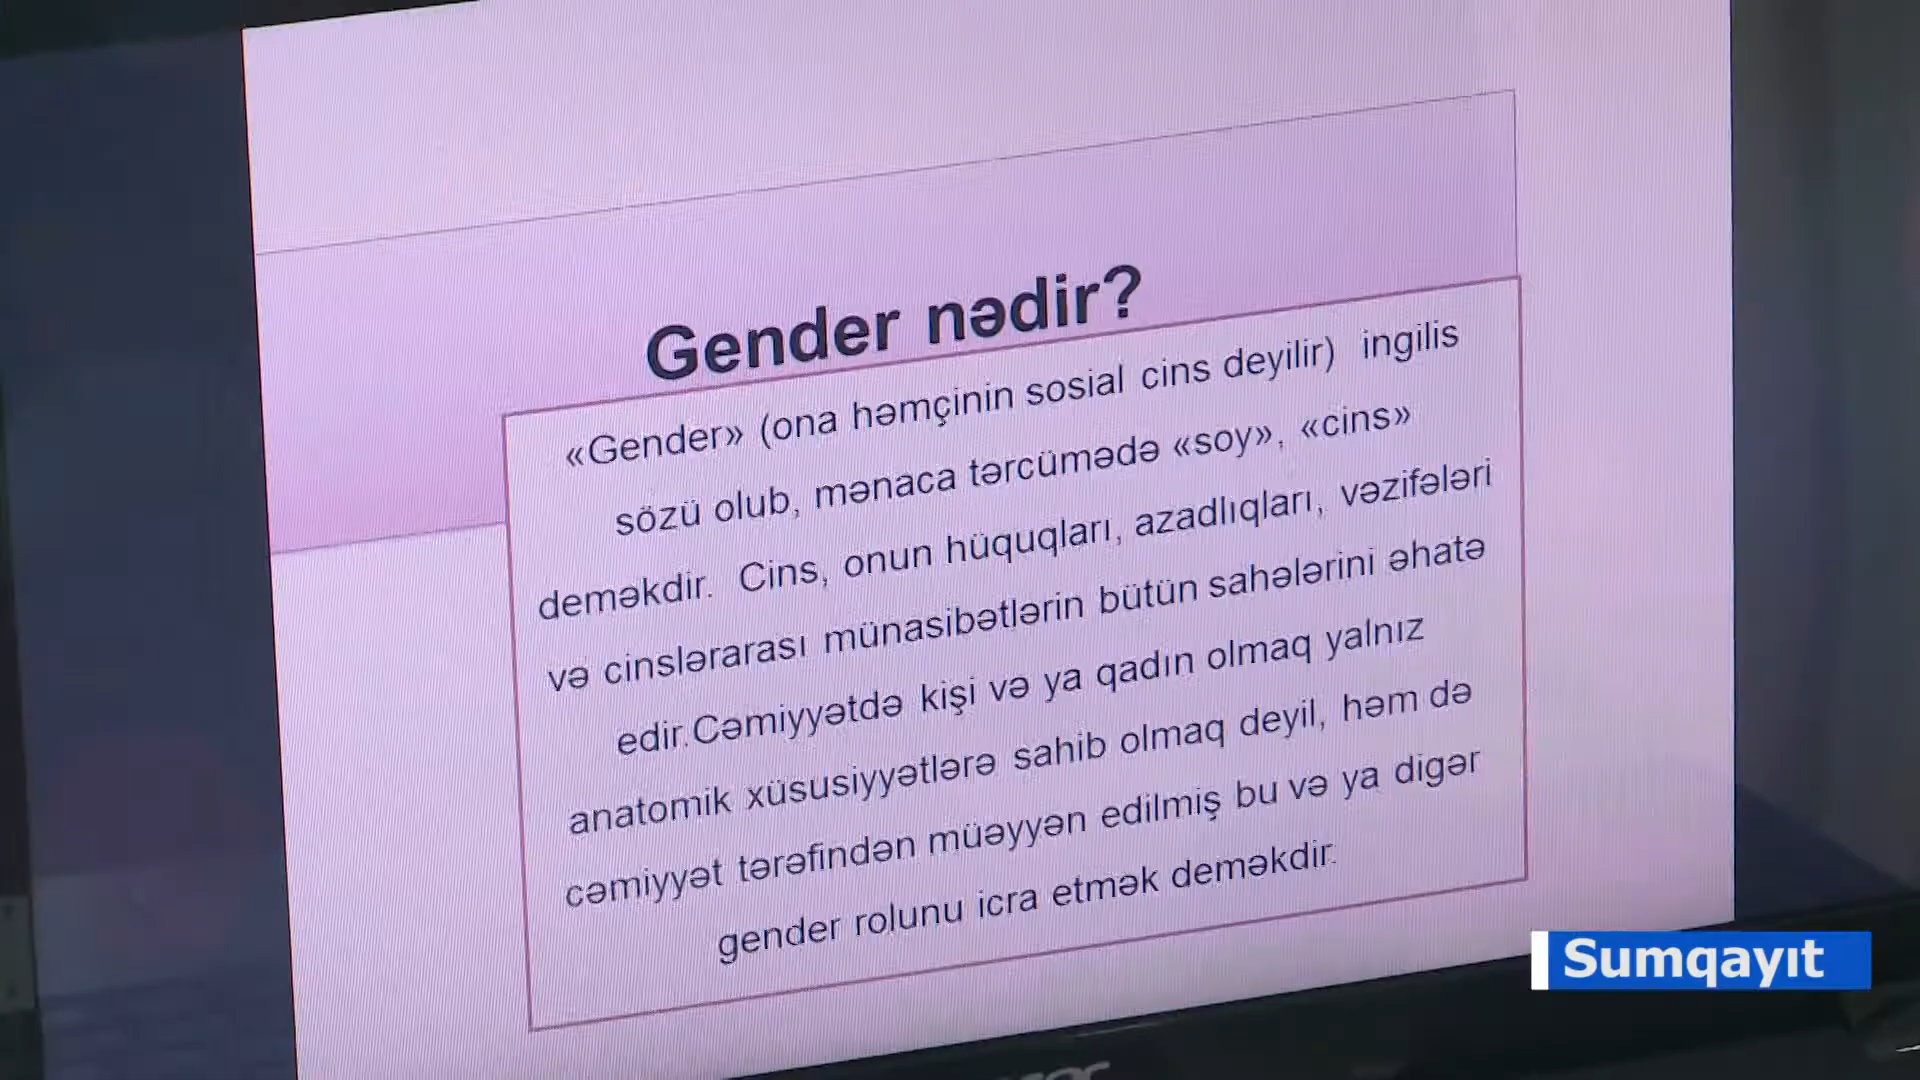 Gender nədir?
«Gender» (ona həmçinin sosial cins deyilir) ingilis
sözü olub, mənaca tərcümədə «soy», «cins»
deməkdir. Cins, onun hüquqları, azadlıqları, vəzifələri
və cinslərarası münasibətlərin bütün sahələrini əhatə
edir.Cəmiyyətdə kişi və ya qadın olmaq yalnız
anatomik xüsusiyyətlərə sahib olmaq deyil, həm də
cəmiyyət tərəfindən müəyyən edilmiş bu və ya digər
gender rolunu icra etmək deməkdir.
Sumqayıt